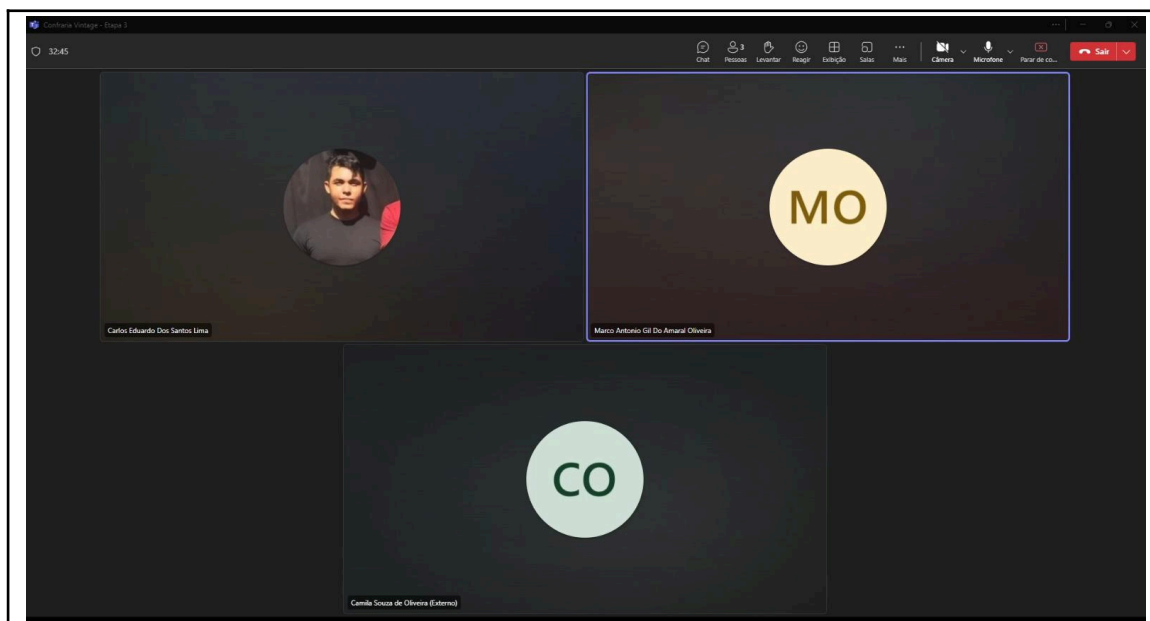 Confraria Vintage - Etapa 3
32:45
Chat
3
Pessoas
Levantar
Reagir
Exibição
Salas
Mais
Câmera
Microfone
Parar de co...
Sair
MO
Carlos Eduardo Dos Santos Lima
Marco Antonio Gil Do Amaral Oliveira
CO
Camila Souza de Oliveira (Externo)